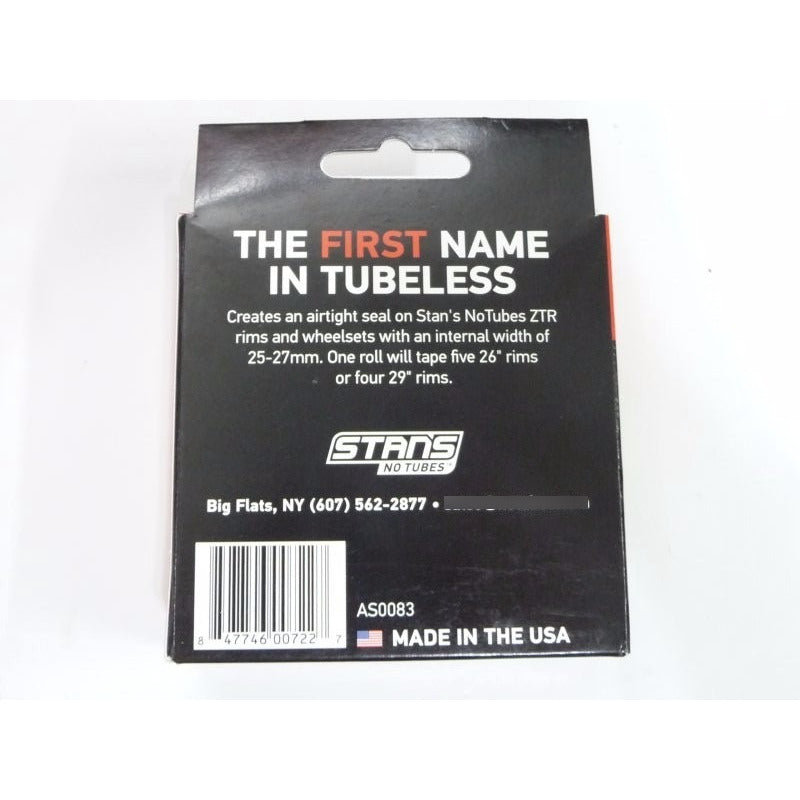 THE FIRST NAME
IN TUBELESS
Creates an airtight seal on Stan's NoTubes ZTR
rims and wheelsets with an internal width of
25-27mm. One roll will tape five 26" rims
or four 29" rims.
STANS
NO TUBES™
Big Flats, NY (607) 562-2877 •
AS0083
8 47746 00722 7
MADE IN THE USA